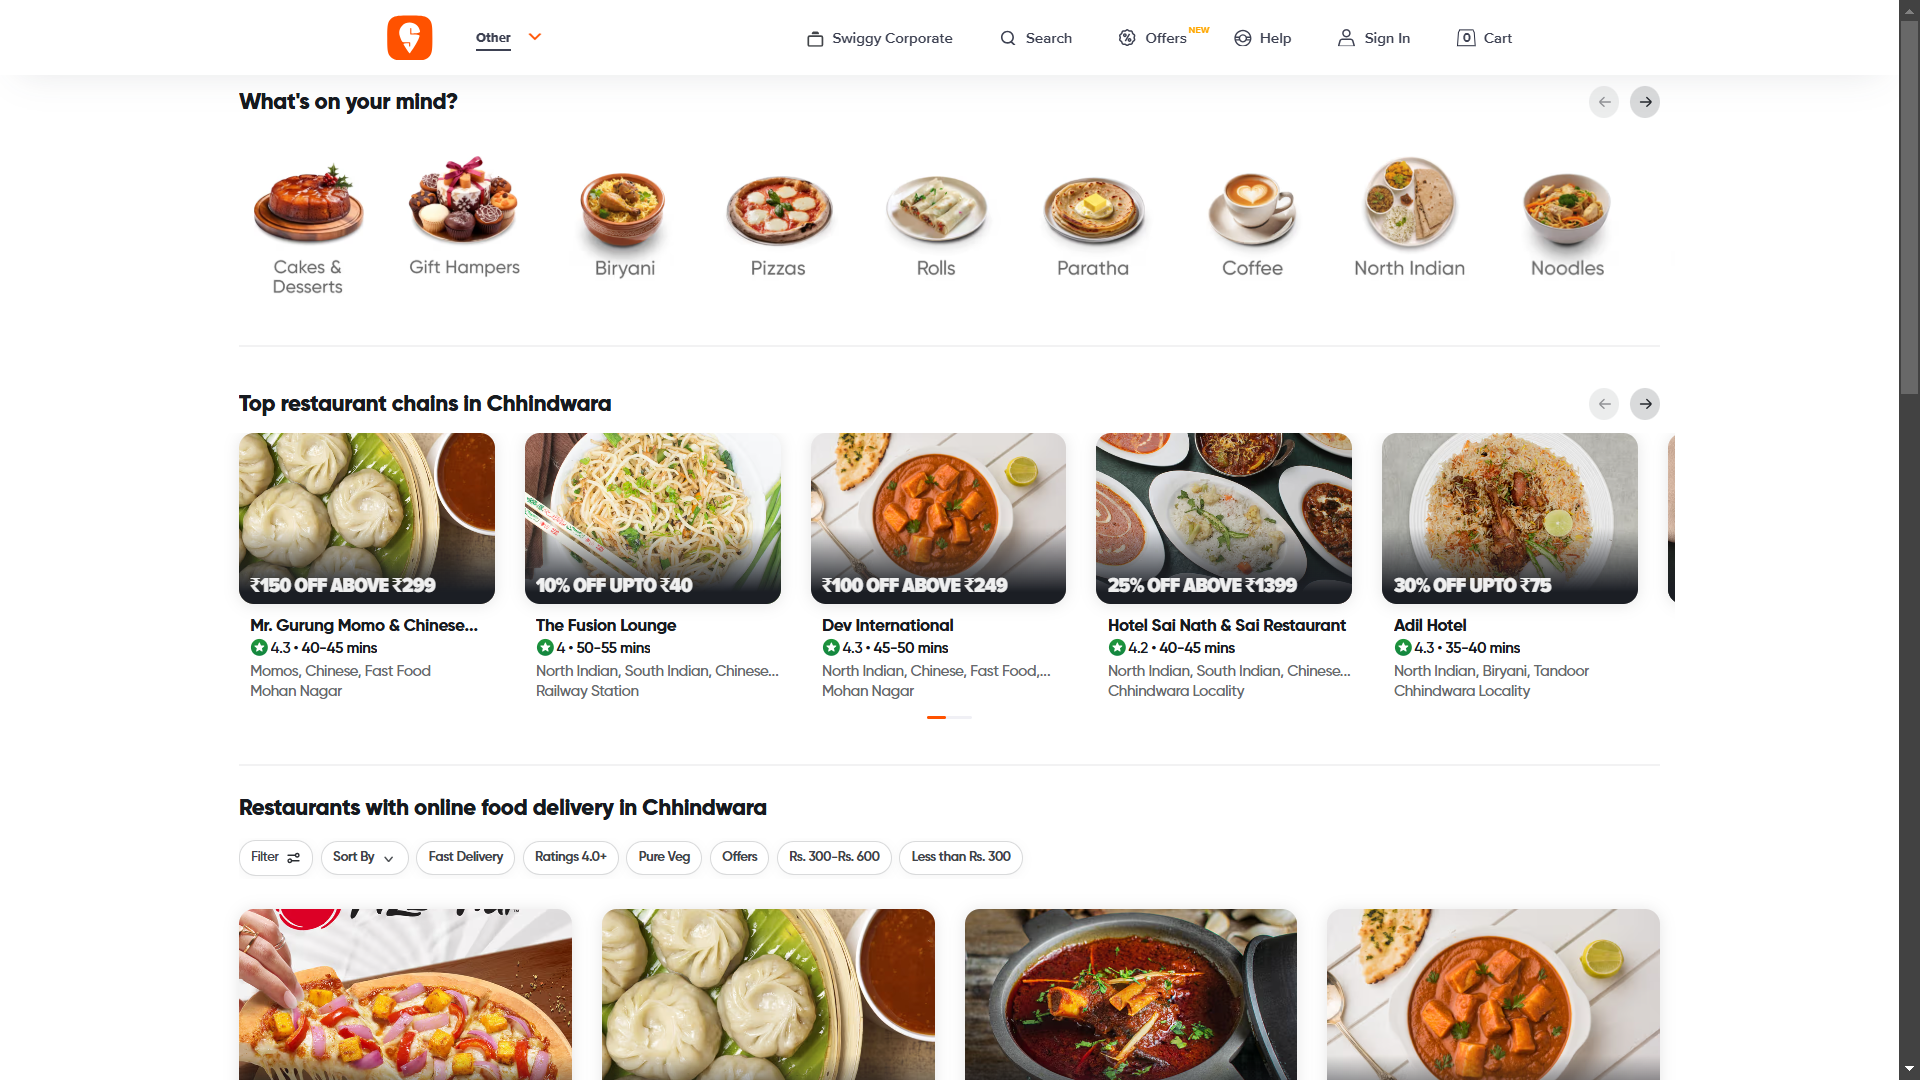 Other
Swiggy Corporate
Search
Offers
NEW
Help
Sign In
0
Cart
What's on your mind?
Cakes &
Desserts
Gift Hampers
Biryani
Pizzas
Rolls
Paratha
Coffee
North Indian
Noodles
Top restaurant chains in Chhindwara
₹150 OFF ABOVE ₹299
Mr. Gurung Momo & Chinese...
4.3 • 40-45 mins
Momos, Chinese, Fast Food
Mohan Nagar
10% OFF UPTO ₹40
The Fusion Lounge
4 • 50-55 mins
North Indian, South Indian, Chinese...
Railway Station
₹100 OFF ABOVE ₹249
Dev International
4.3 • 45-50 mins
North Indian, Chinese, Fast Food,...
Mohan Nagar
25% OFF ABOVE ₹1399
Hotel Sai Nath & Sai Restaurant
4.2 • 40-45 mins
North Indian, South Indian, Chinese...
Chhindwara Locality
30% OFF UPTO ₹75
Adil Hotel
4.3 • 35-40 mins
North Indian, Biryani, Tandoor
Chhindwara Locality
Restaurants with online food delivery in Chhindwara
Filter
Sort By
Fast Delivery
Ratings 4.0+
Pure Veg
Offers
Rs. 300-Rs. 600
Less than Rs. 300